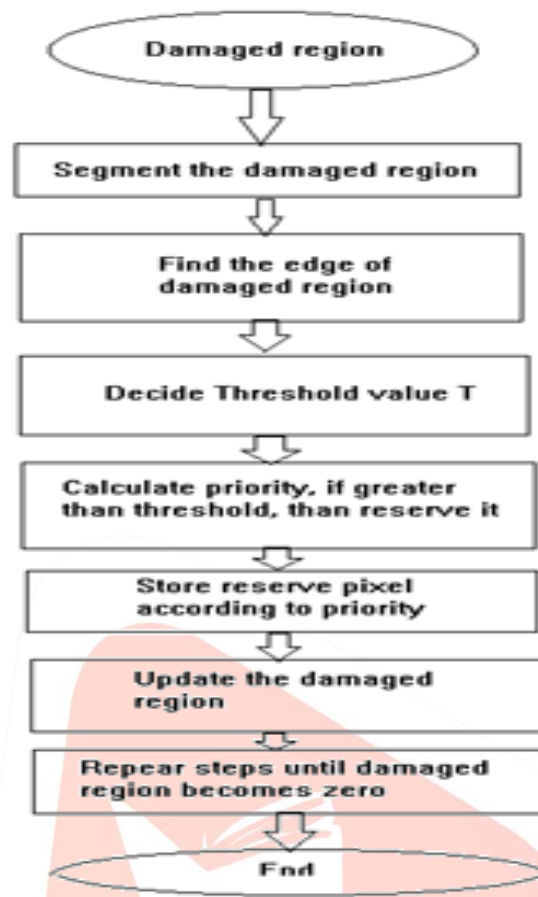 Damaged region
Segment the damaged region
Find the edge of
damaged region
Decide Threshold value T
Calculate priority, if greater
than threshold, than reserve it
Store reserve pixel
according to priority
Update the damaged
region
Repear steps until damaged
region becomes zero
End